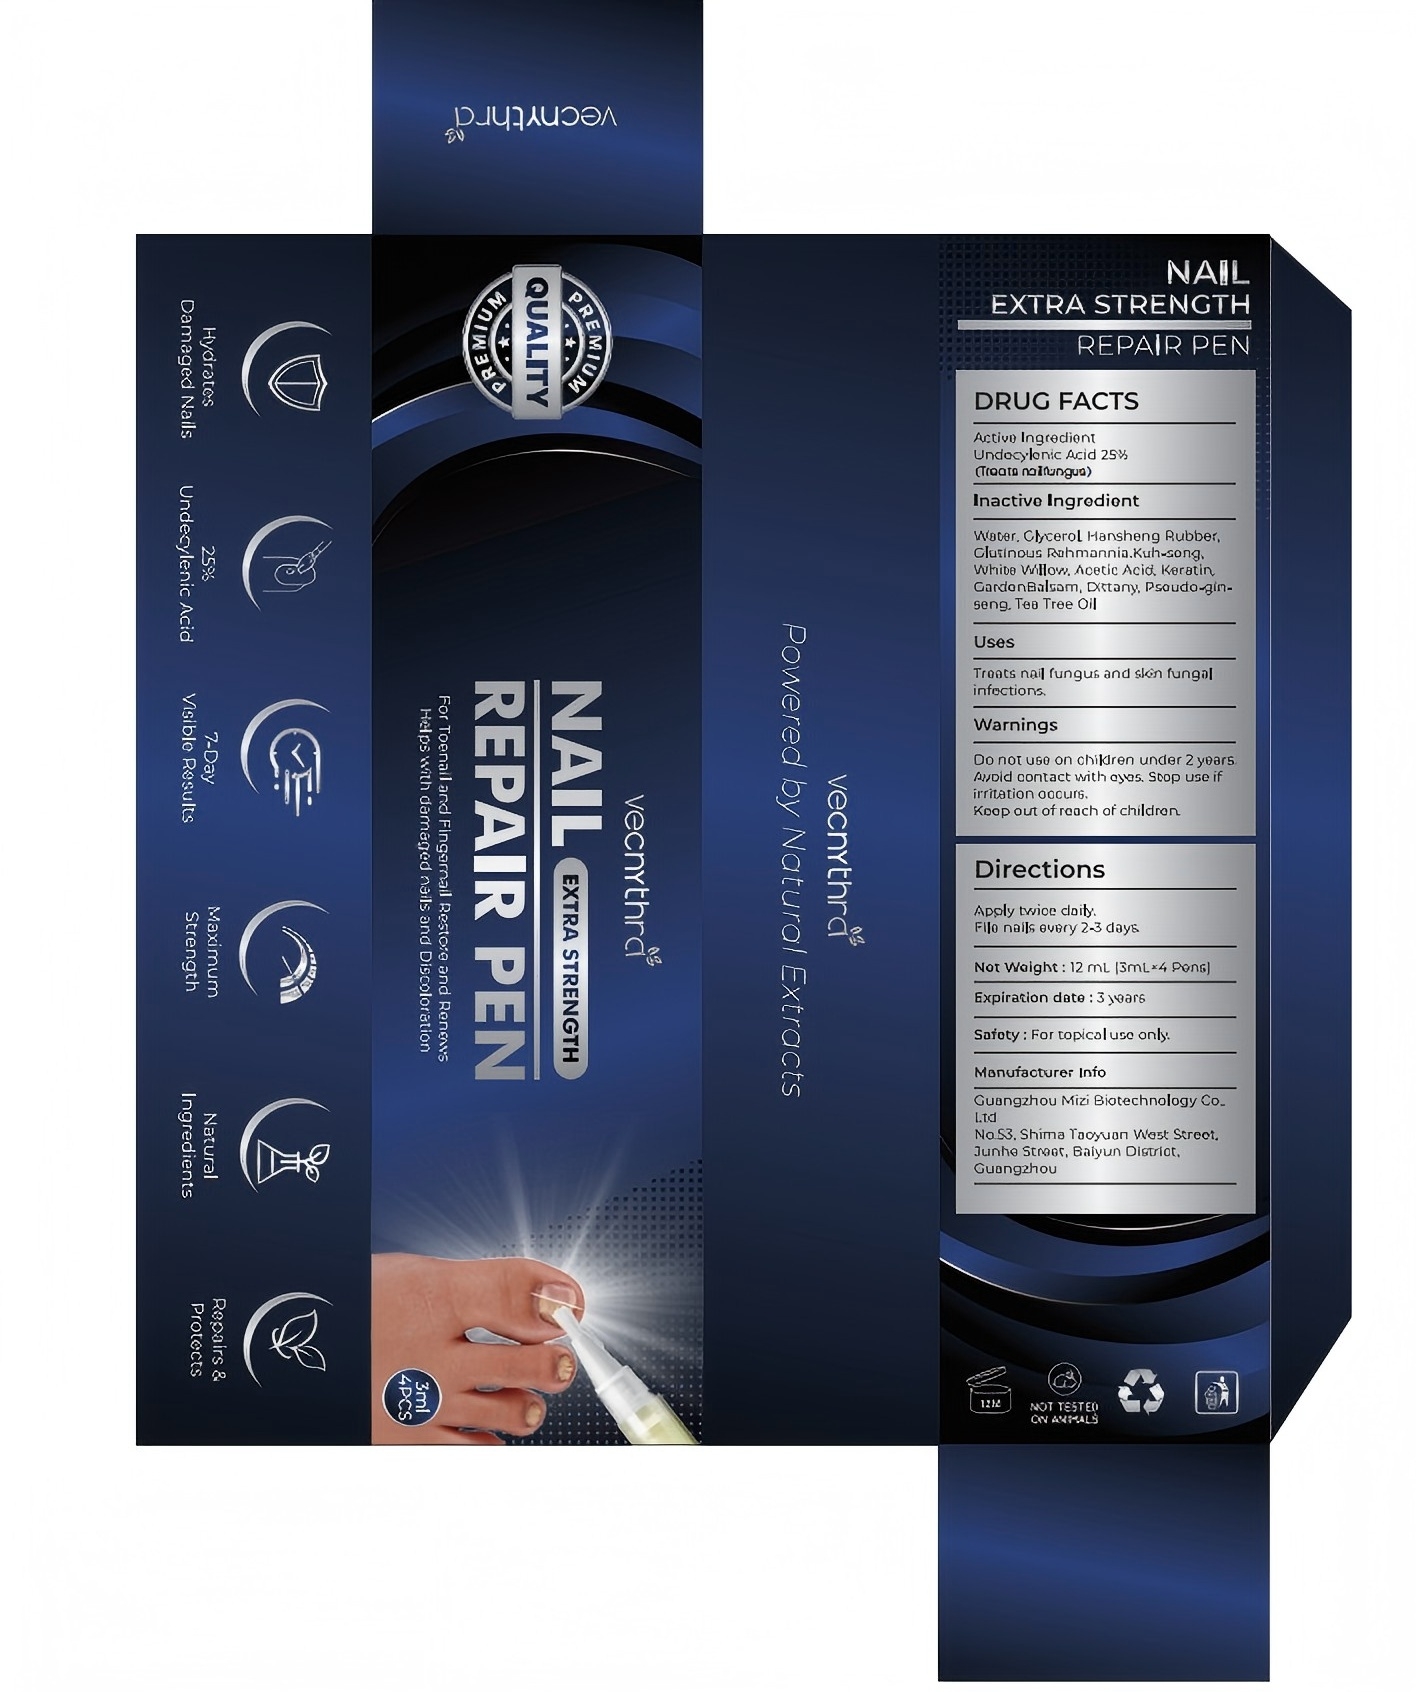 vecnythra
Hydrates
Damaged Nails
25%
Undecylenic Acid
7-Day
Visible Results
Maximum
Strength
Natural
Ingredients
Repairs &
Protects
PREMIUM
QUALITY
PREMIUM
vecnythra
NAIL EXTRA STRENGTH
REPAIR PEN
For Toenail and Fingernail Restore and Renews
Helps with damaged nails and Discoloration
3ml
4PCS
vecnythra
Powered by Natural Extracts
NAIL
EXTRA STRENGTH
REPAIR PEN
DRUG FACTS
Active Ingredient
Undecylenic Acid 25%
(Treats nail fungus)
Inactive Ingredient
Water, Glycerol, Hansheng Rubber,
Glutinous Rehmannia,Kuh-seng,
White Willow, Acetic Acid, Keratin,
GardenBalsam, Dittany, Pseudo-gin-
seng, Tea Tree Oil
Uses
Treats nail fungus and skin fungal
infections.
Warnings
Do not use on children under 2 years.
Avoid contact with eyes. Stop use if
irritation occurs.
Keep out of reach of children.
Directions
Apply twice daily.
File nails every 2-3 days.
Net Weight : 12 mL (3mL×4 Pens)
Expiration date : 3 years
Safety : For topical use only.
Manufacturer Info
Guangzhou Mizi Biotechnology Co.,
Ltd
No.53, Shima Taoyuan West Street,
Junhe Street, Baiyun District,
Guangzhou
12M
NOT TESTED
ON ANIMALS